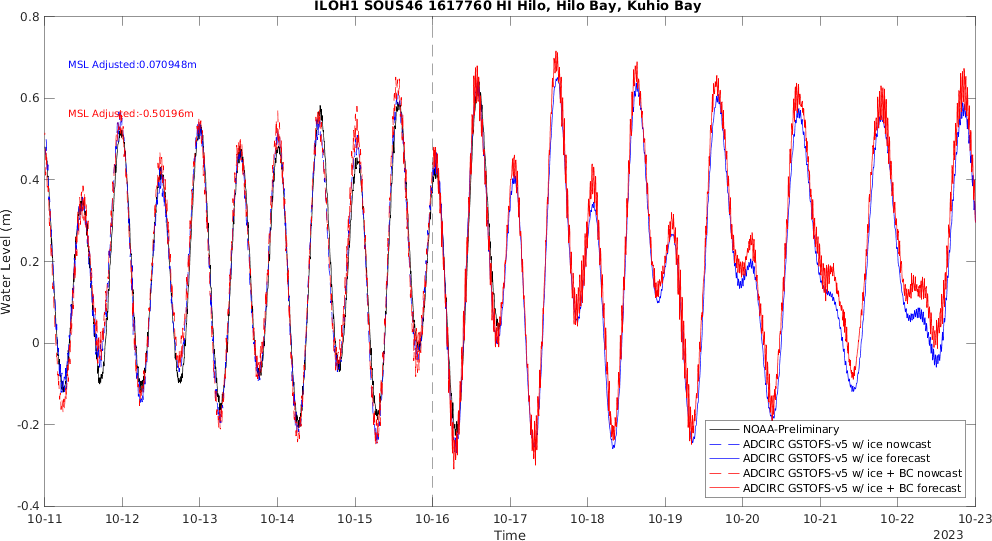 ILOH1 SOUS46 1617760 HI Hilo, Hilo Bay, Kuhio Bay
MSL Adjusted:0.070948m
MSL Adjusted:-0.50196m
Water Level (m)
0.8
0.6
0.4
0.2
0
-0.2
-0.4
NOAA-Preliminary
ADCIRC GSTOFS-v5 w/ ice nowcast
ADCIRC GSTOFS-v5 w/ ice forecast
ADCIRC GSTOFS-v5 w/ ice + BC nowcast
ADCIRC GSTOFS-v5 w/ ice + BC forecast
10-11 10-12 10-13 10-14 10-15 10-16 10-17 10-18 10-19 10-20 10-21 10-22 10-23
Time
2023